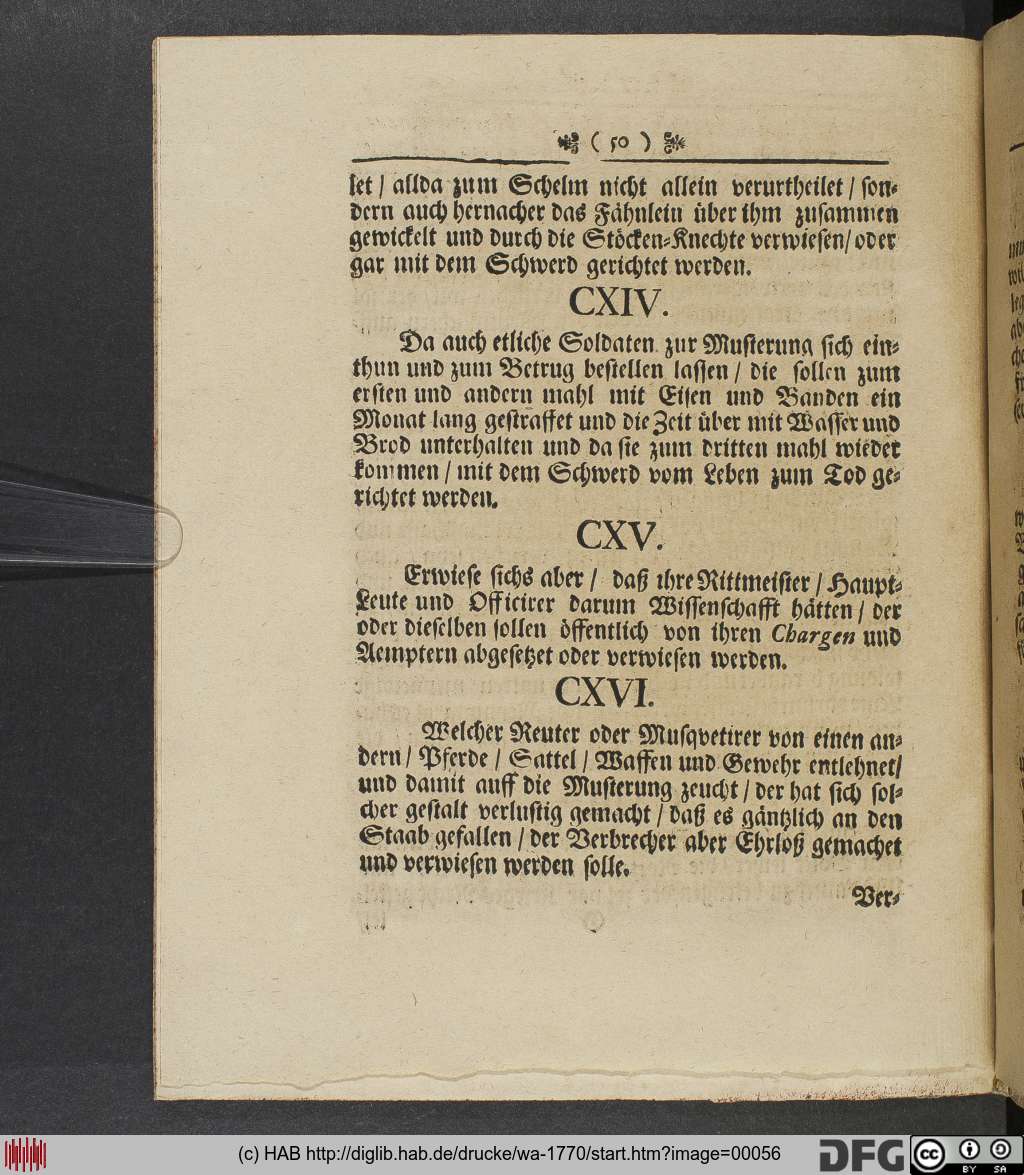 ( 50 )
let / allda zum Schelm nicht allein verurtheilet / son-
dern auch hernacher das Fähnlein über ihm zusammen
gewickelt und durch die Stöcken-Knechte verwiesen/ oder
gar mit dem Schwerd gerichtet werden.
CXIV.
Da auch etliche Soldaten zur Musterung sich ein-
thun und zum Betrug bestellen lassen / die sollen zum
ersten und andern mahl mit Eisen und Banden ein
Monat lang gestraffet und die Zeit über mit Wasser und
Brod unterhalten und da sie zum dritten mahl wieder
kommen / mit dem Schwerd vom Leben zum Tod ge-
richtet werden.
CXV.
Erwiese sichs aber / daß ihre Rittmeister / Haupt-
Leute und Officirer darum Wissenschafft hätten / der
oder dieselben sollen öffentlich von ihren Chargen und
Aemptern abgesetzet oder verwiesen werden.
CXVI.
Welcher Reuter oder Musqvetirer von einen an-
dern / Pferde / Sattel / Waffen und Gewehr entlehnet/
und damit auff die Musterung zeucht / der hat sich sol-
cher gestalt verlustig gemacht / daß es gäntzlich an den
Staab gefallen / der Verbrecher aber Ehrloß gemachet
und verwiesen werden solle.
Ver-
(c) HAB http://diglib.hab.de/drucke/wa-1770/start.htm?image=00056
DFG
cc
BY SA